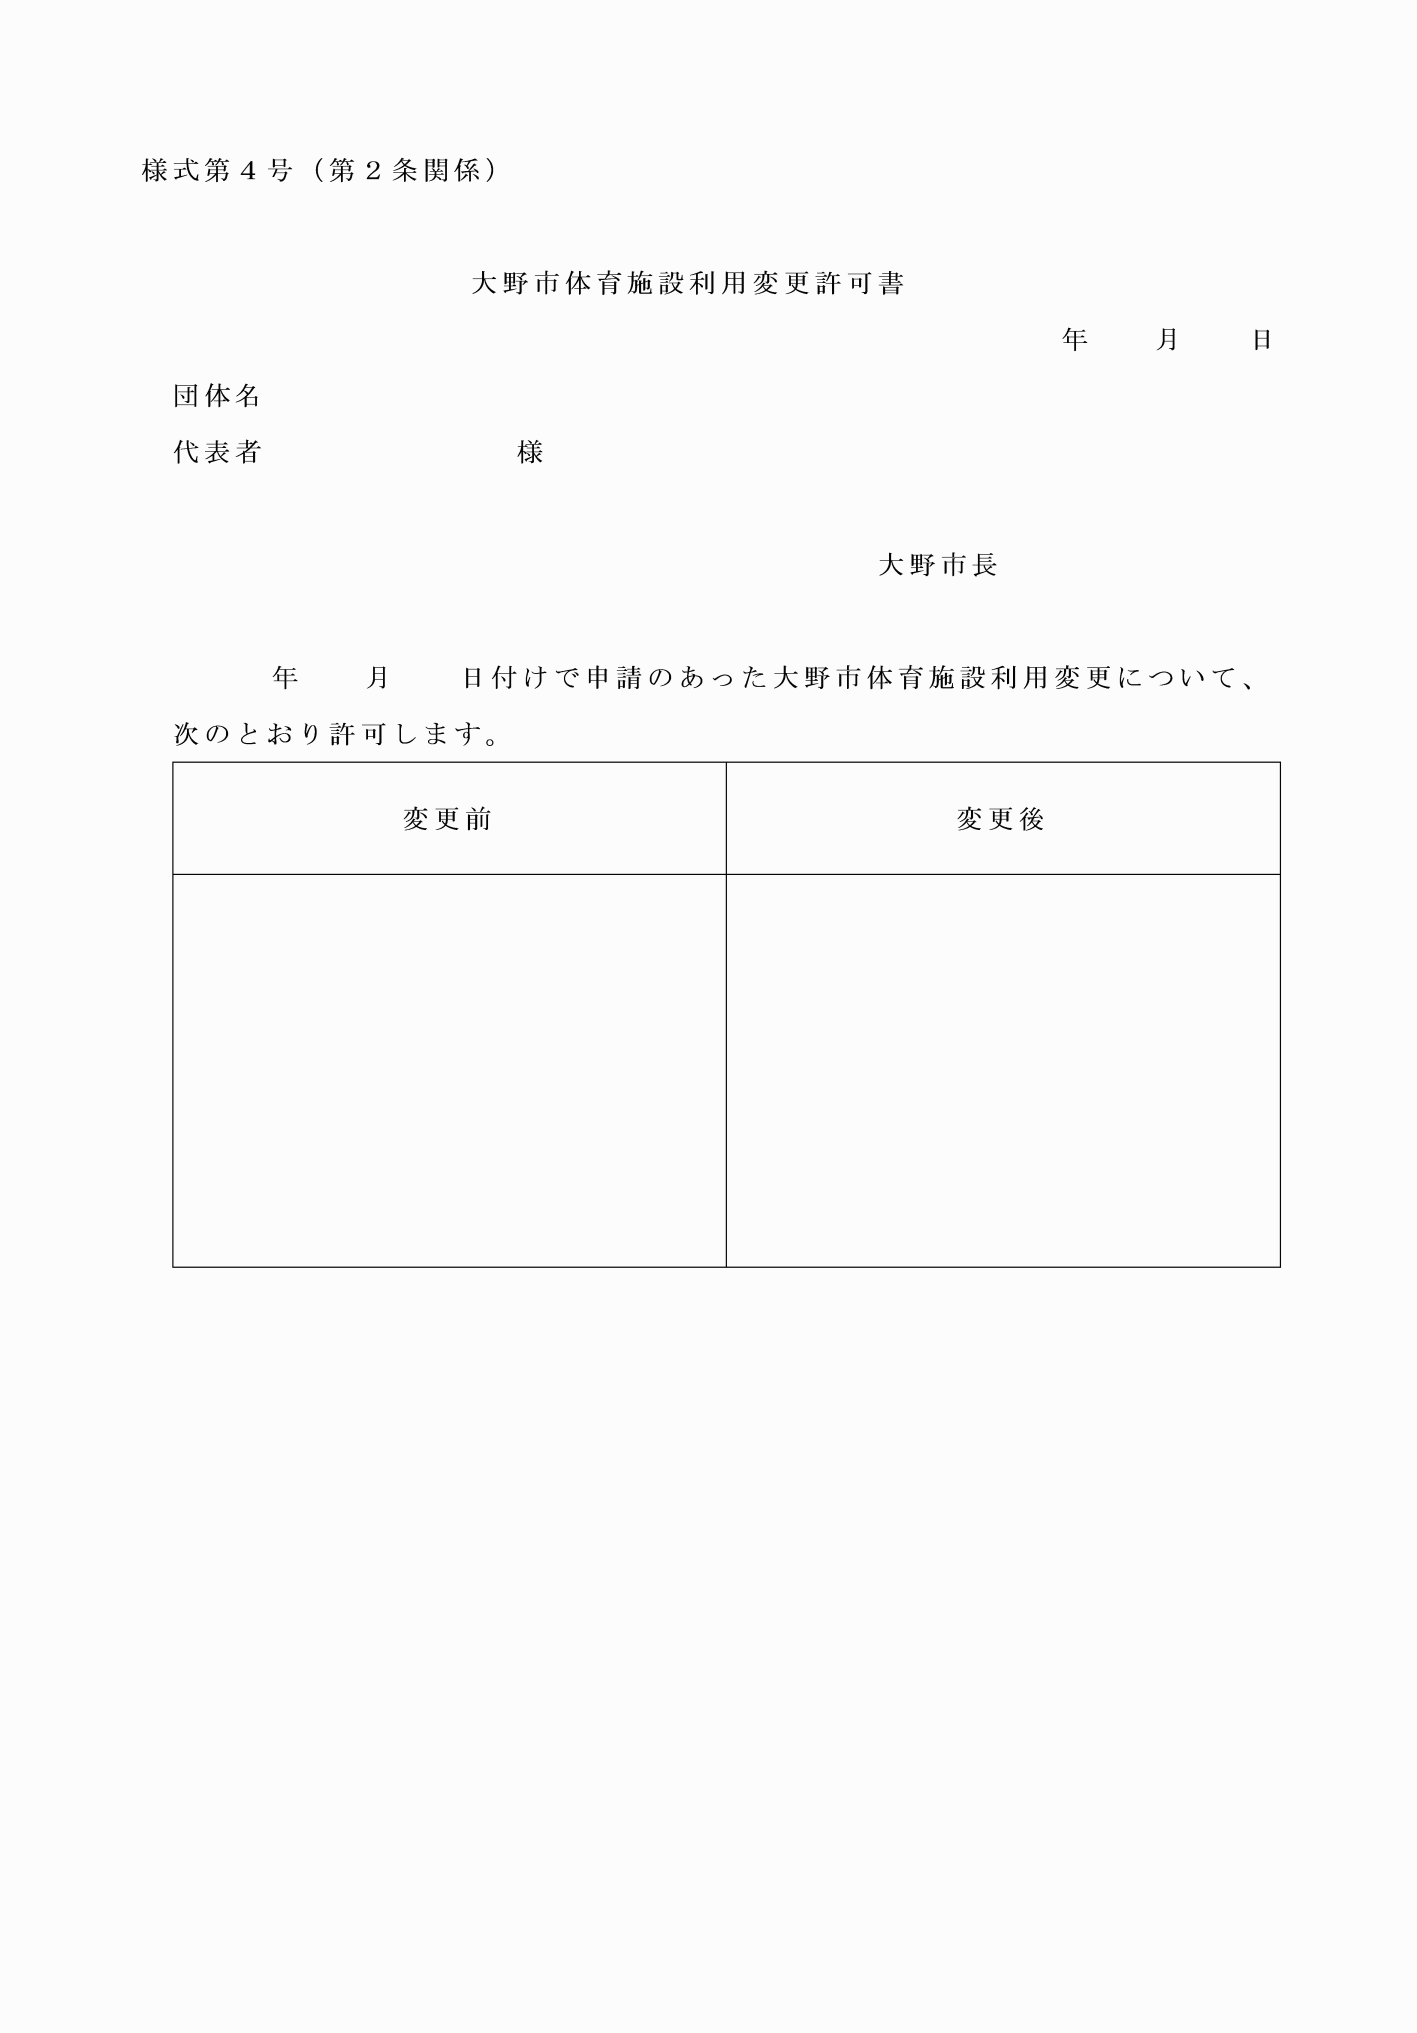 様式第４号（第２条関係）
大野市体育施設利用変更許可書
年　　月　　日
団体名
代表者　　　　　　　　様
大野市長
年　　月　　日付けで申請のあった大野市体育施設利用変更について、
次のとおり許可します。
変更前　変更後